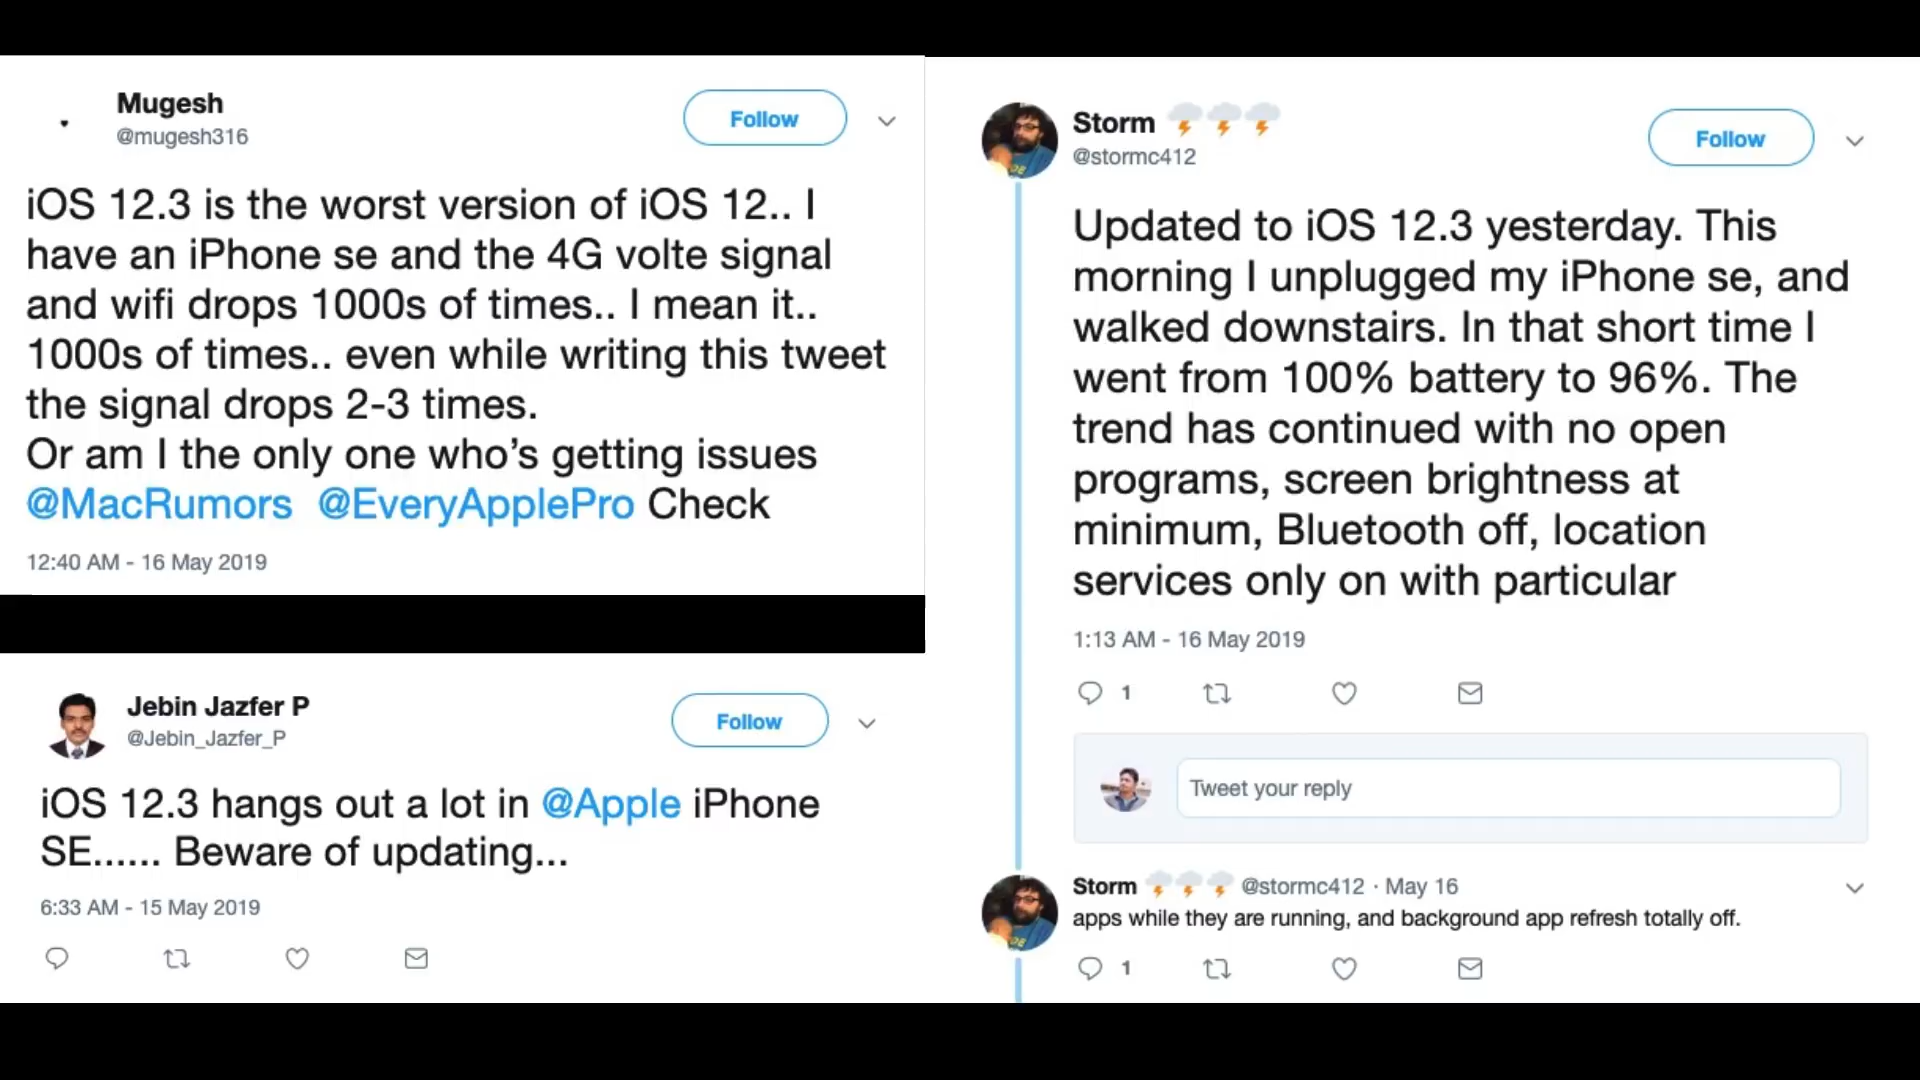 Mugesh
@mugesh316
Follow
iOS 12.3 is the worst version of iOS 12.. I
have an iPhone se and the 4G volte signal
and wifi drops 1000s of times.. I mean it..
1000s of times.. even while writing this tweet
the signal drops 2-3 times.
Or am I the only one who’s getting issues
@MacRumors @EveryApplePro Check
12:40 AM - 16 May 2019
Jebin Jazfer P
@Jebin_Jazfer_P
Follow
iOS 12.3 hangs out a lot in @Apple iPhone
SE...... Beware of updating...
6:33 AM - 15 May 2019
Storm
@stormc412
Follow
Updated to iOS 12.3 yesterday. This
morning I unplugged my iPhone se, and
walked downstairs. In that short time I
went from 100% battery to 96%. The
trend has continued with no open
programs, screen brightness at
minimum, Bluetooth off, location
services only on with particular
1:13 AM - 16 May 2019
1
Tweet your reply
Storm @stormc412 · May 16
apps while they are running, and background app refresh totally off.
1